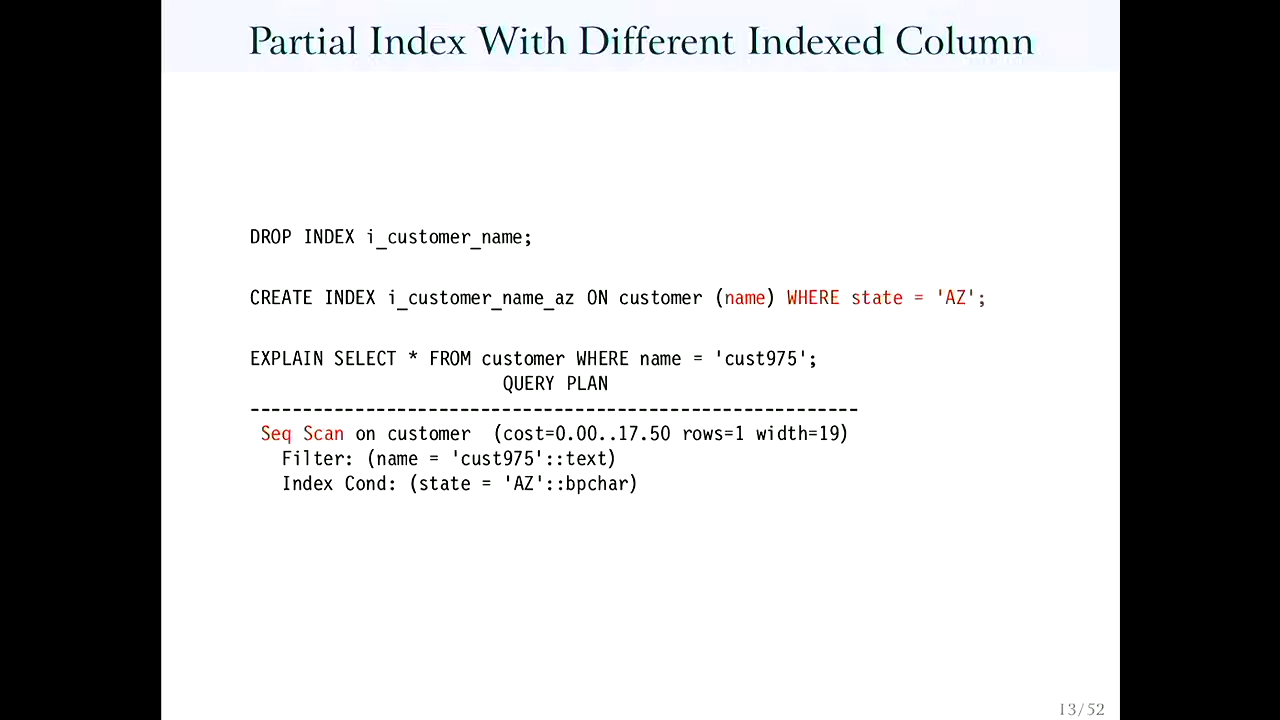 Partial Index With Different Indexed Column
DROP INDEX i_customer_name;
CREATE INDEX i_customer_name_az ON customer (name) WHERE state = 'AZ';
EXPLAIN SELECT * FROM customer WHERE name = 'cust975';
QUERY PLAN
----------------------------------------------------------
Seq Scan on customer  (cost=0.00..17.50 rows=1 width=19)
Filter: (name = 'cust975'::text)
Index Cond: (state = 'AZ'::bpchar)
13/52